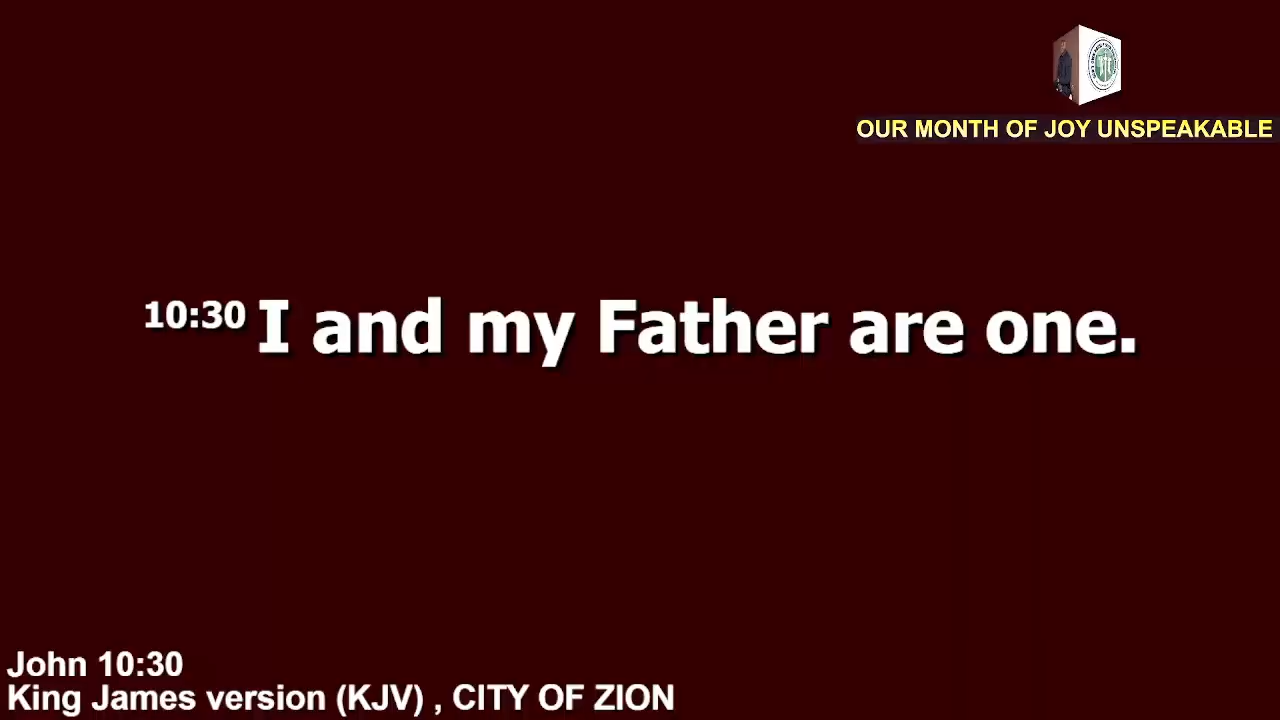 OUR MONTH OF JOY UNSPEAKABLE
10:30 I and my Father are one.
John 10:30
King James version (KJV) , CITY OF ZION